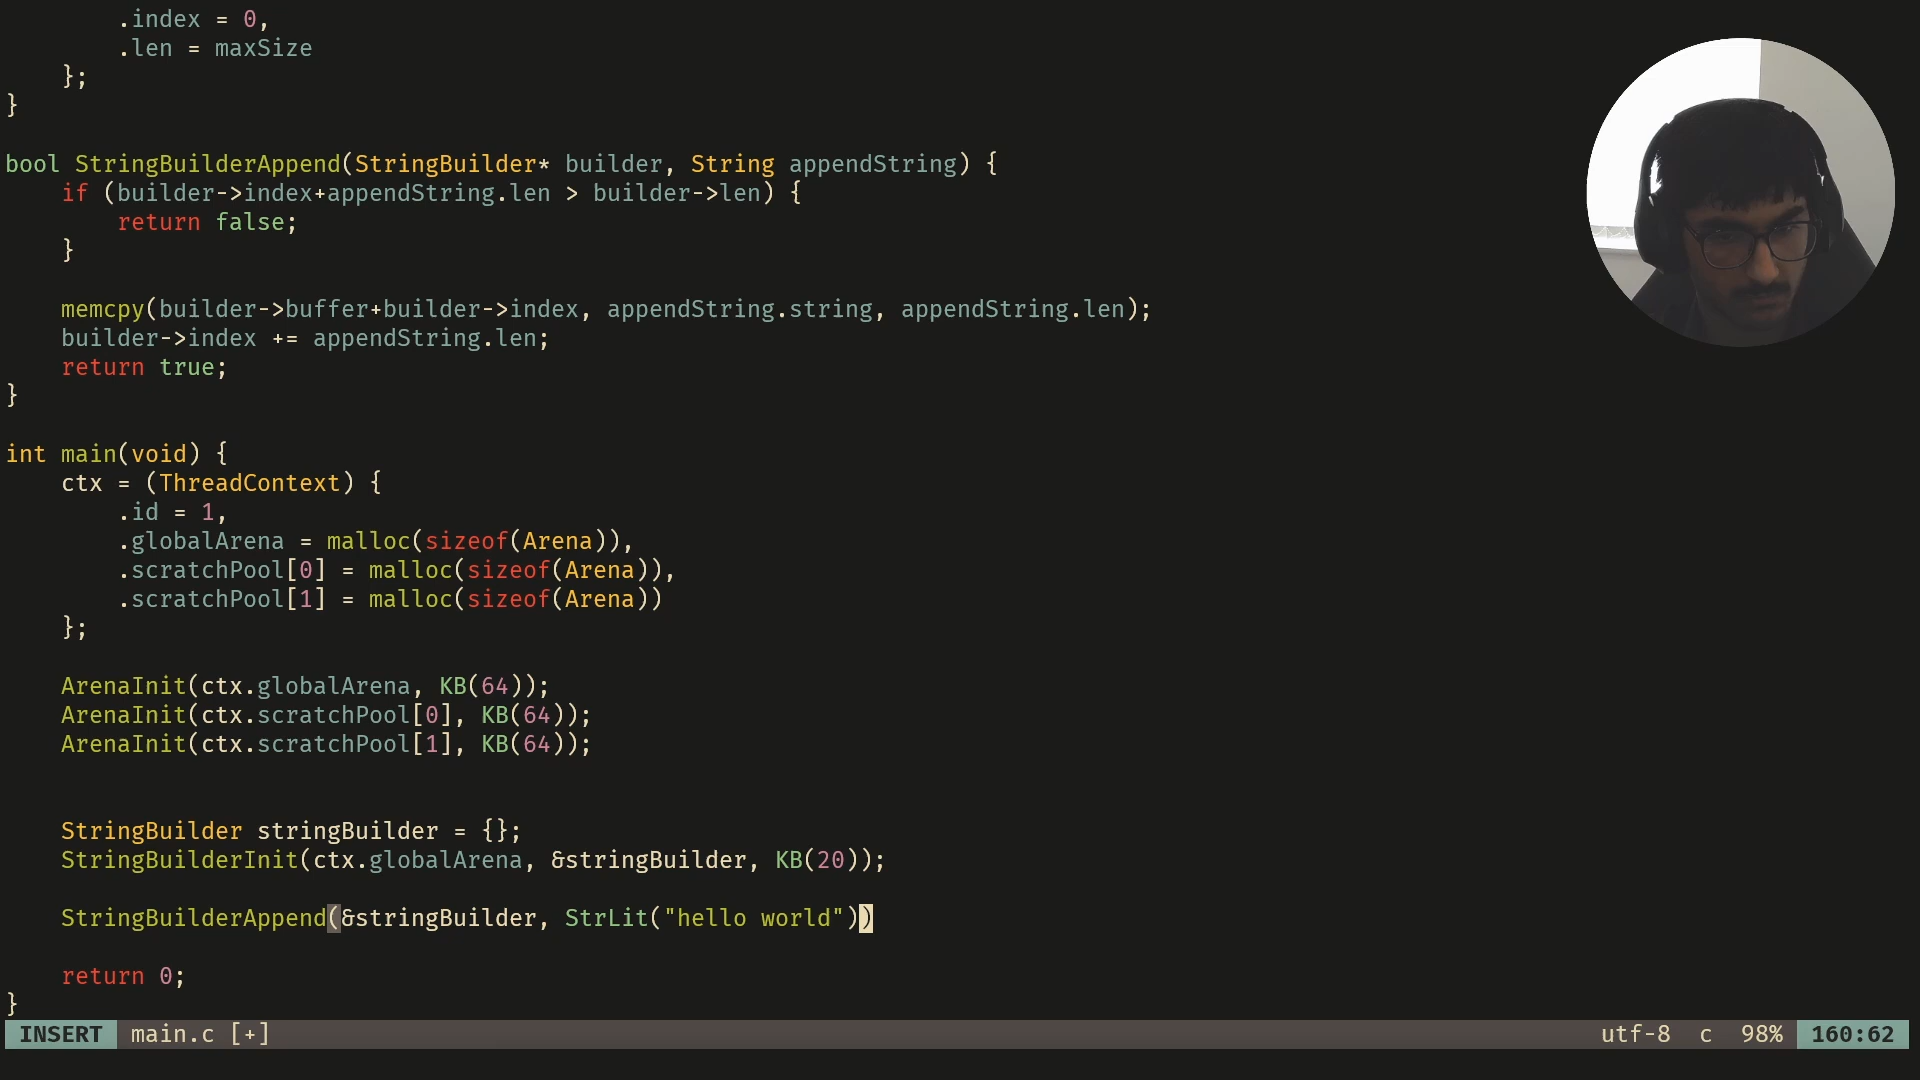 .index = 0,
.len = maxSize
};
}
bool StringBuilderAppend(StringBuilder* builder, String appendString) {
if (builder->index+appendString.len > builder->len) {
return false;
}
memcpy(builder->buffer+builder->index, appendString.string, appendString.len);
builder->index += appendString.len;
return true;
}
int main(void) {
ctx = (ThreadContext) {
.id = 1,
.globalArena = malloc(sizeof(Arena)),
.scratchPool[0] = malloc(sizeof(Arena)),
.scratchPool[1] = malloc(sizeof(Arena))
};
ArenaInit(ctx.globalArena, KB(64));
ArenaInit(ctx.scratchPool[0], KB(64));
ArenaInit(ctx.scratchPool[1], KB(64));
StringBuilder stringBuilder = {};
StringBuilderInit(ctx.globalArena, &stringBuilder, KB(20));
StringBuilderAppend(&stringBuilder, StrLit("hello world"))
return 0;
}
INSERT main.c [+] utf-8 c 98% 160:62